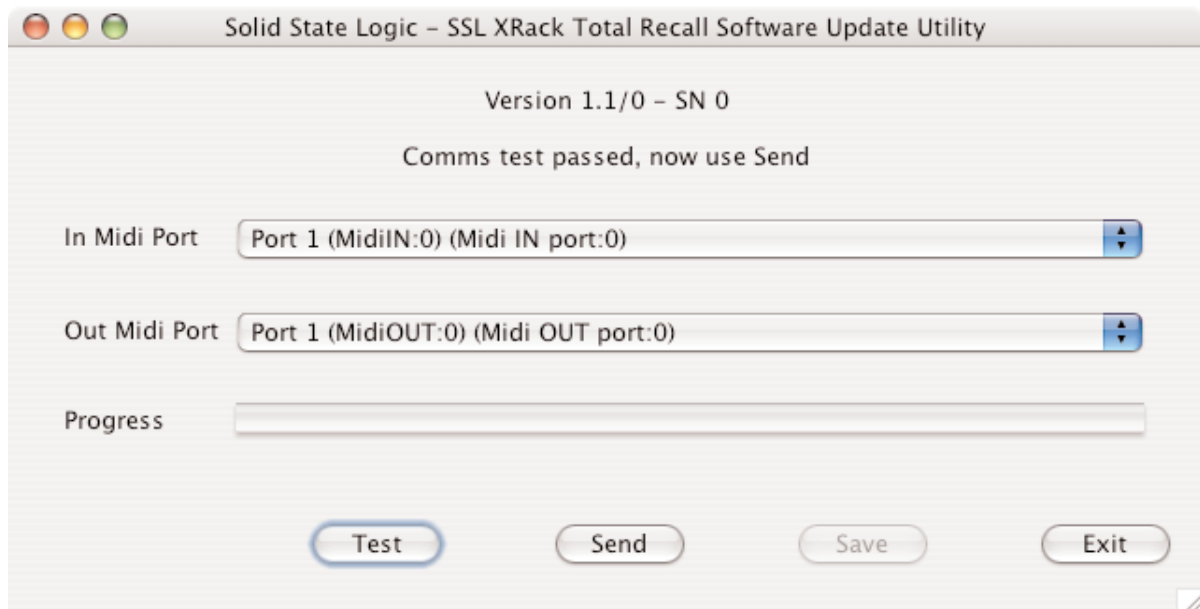 Solid State Logic – SSL XRack Total Recall Software Update Utility
Version 1.1/0 – SN 0
Comms test passed, now use Send
In Midi Port Port 1 (MidiIN:0) (Midi IN port:0)
Out Midi Port Port 1 (MidiOUT:0) (Midi OUT port:0)
Progress
Test Send Save Exit